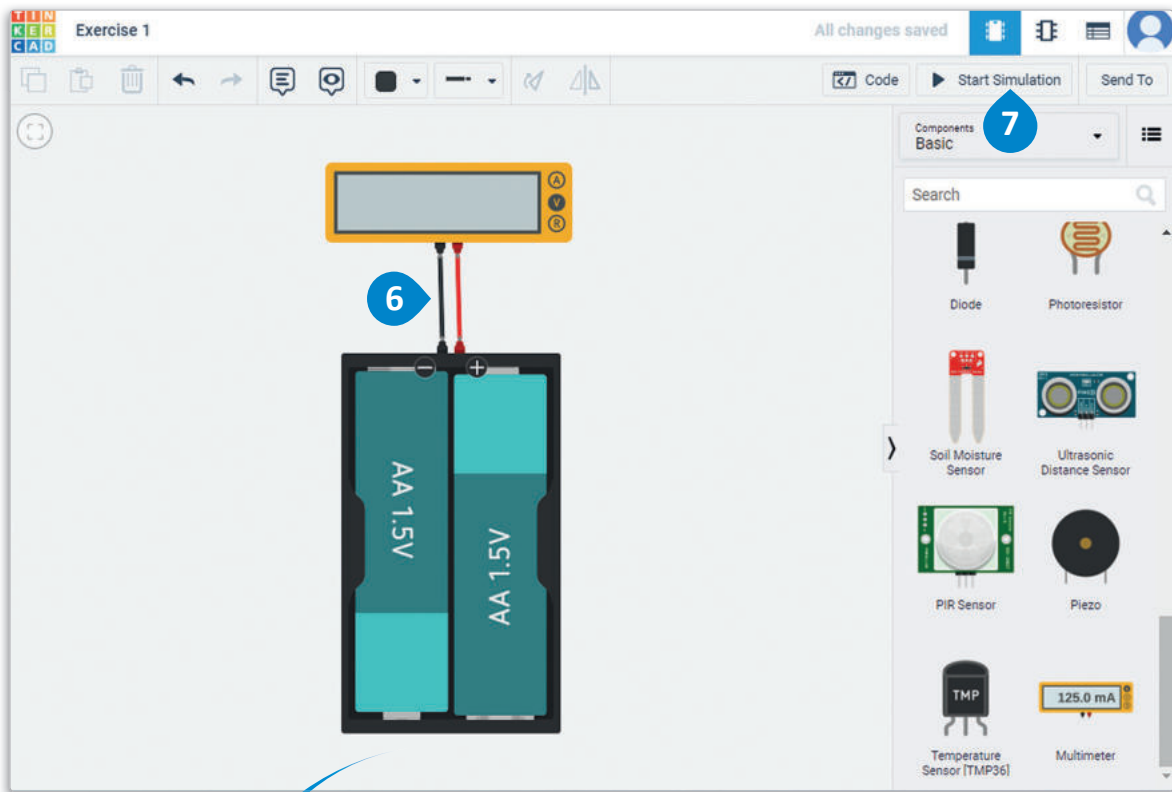 TIN
KER
CAD
Exercise 1
All changes saved
Code
Start Simulation
Send To
7
Components
Basic
Search
A
V
R
6
Diode
Photoresistor
− +
AA 1.5V
AA 1.5V
Soil Moisture
Sensor
Ultrasonic
Distance Sensor
PIR Sensor
Piezo
TMP
125.0 mA
Temperature
Sensor [TMP36]
Multimeter